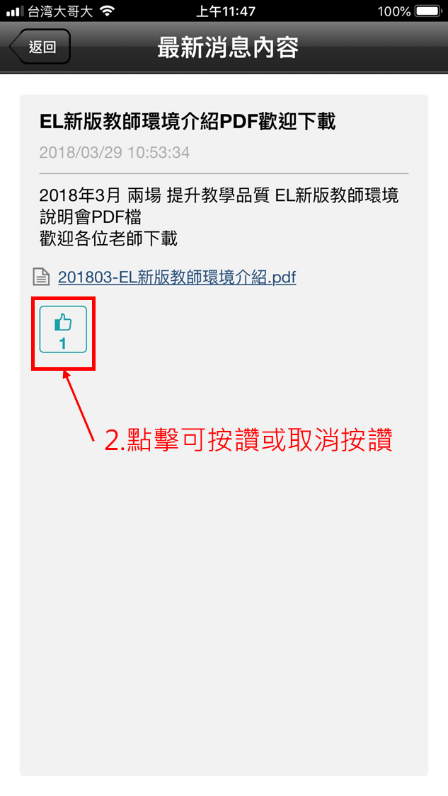 台湾大哥大 上午11:47 100%
返回 最新消息內容
EL新版教師環境介紹PDF歡迎下載
2018/03/29 10:53:34
2018年3月 兩場 提升教學品質 EL新版教師環境
說明會PDF檔
歡迎各位老師下載
201803-EL新版教師環境介紹.pdf
1
2.點擊可按讚或取消按讚